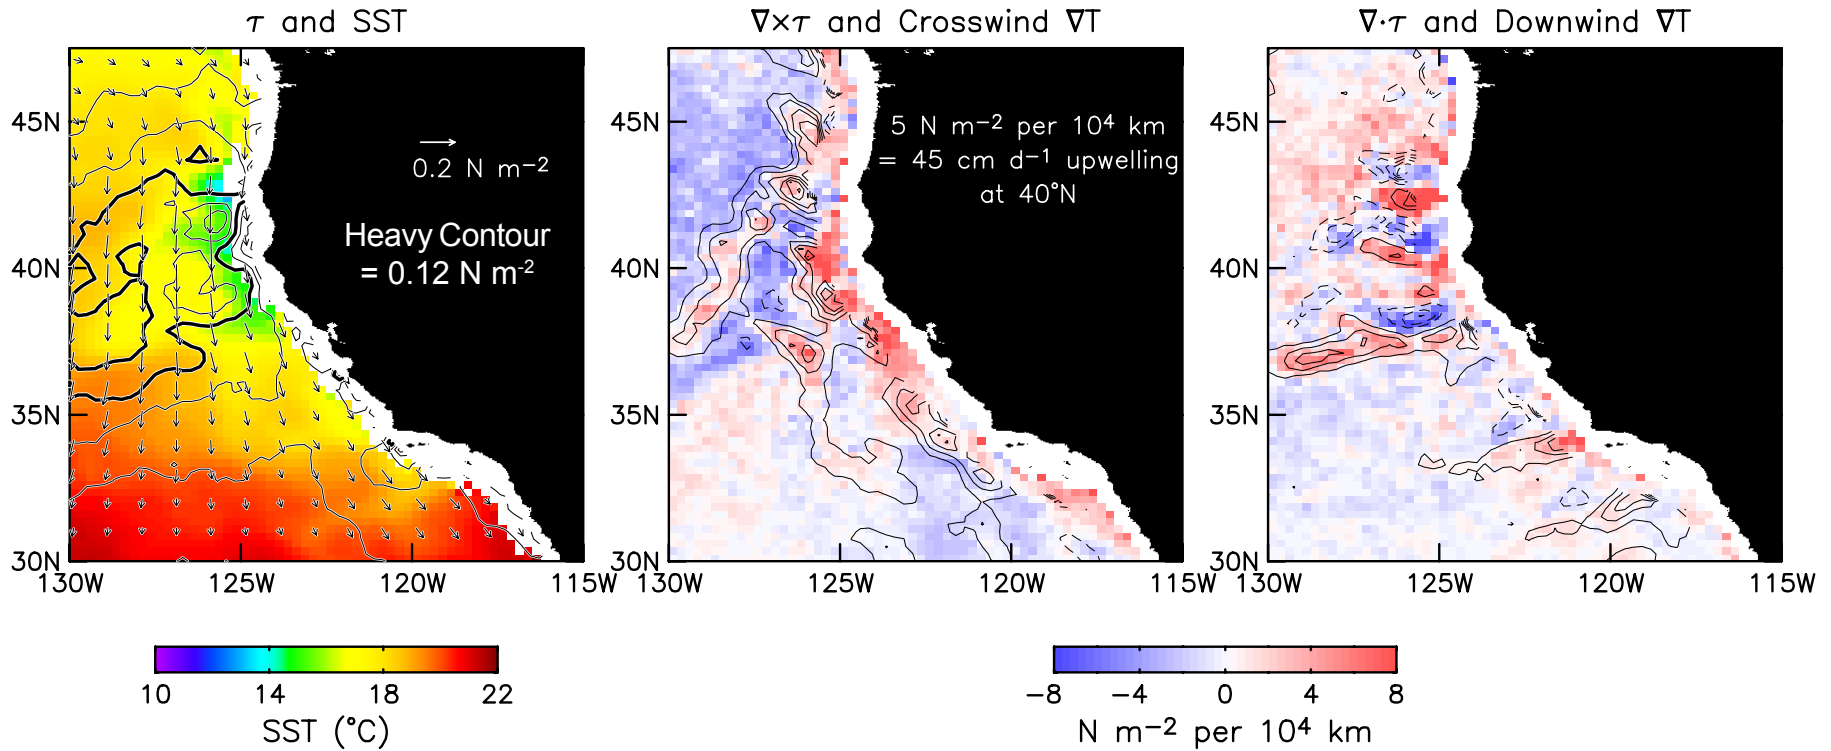 τ and SST
∇×τ and Crosswind ∇T
∇·τ and Downwind ∇T
45N
40N
35N
30N
130W
125W
120W
115W
0.2 N m⁻²
Heavy Contour
= 0.12 N m⁻²
45N
40N
35N
30N
130W
125W
120W
115W
5 N m⁻² per 10⁴ km
= 45 cm d⁻¹ upwelling
at 40°N
45N
40N
35N
30N
130W
125W
120W
115W
10
14
18
22
SST (°C)
−8
−4
0
4
8
N m⁻² per 10⁴ km